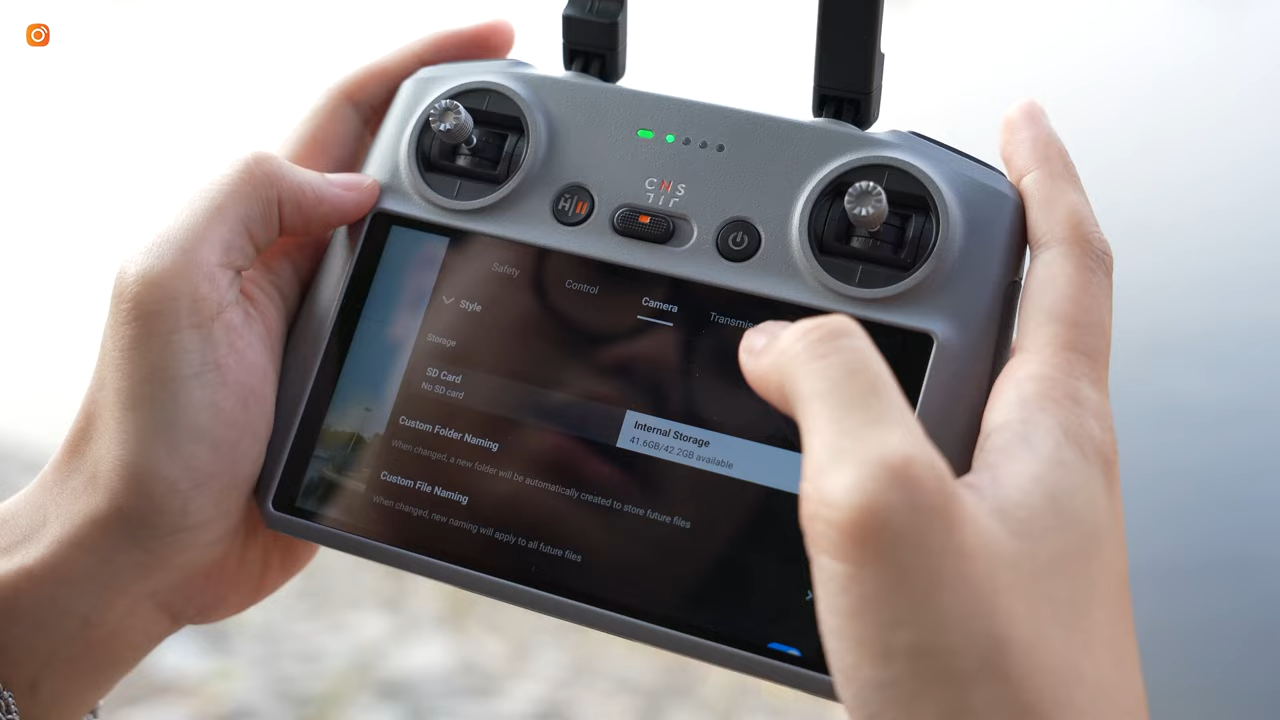 C N S
Safety
Control
Camera
Style
Storage
SD Card
No SD card
Internal Storage
41.6GB/42.2GB available
Custom Folder Naming
When changed, a new folder will be automatically created to store future files
Custom File Naming
When changed, new naming will apply to all future files